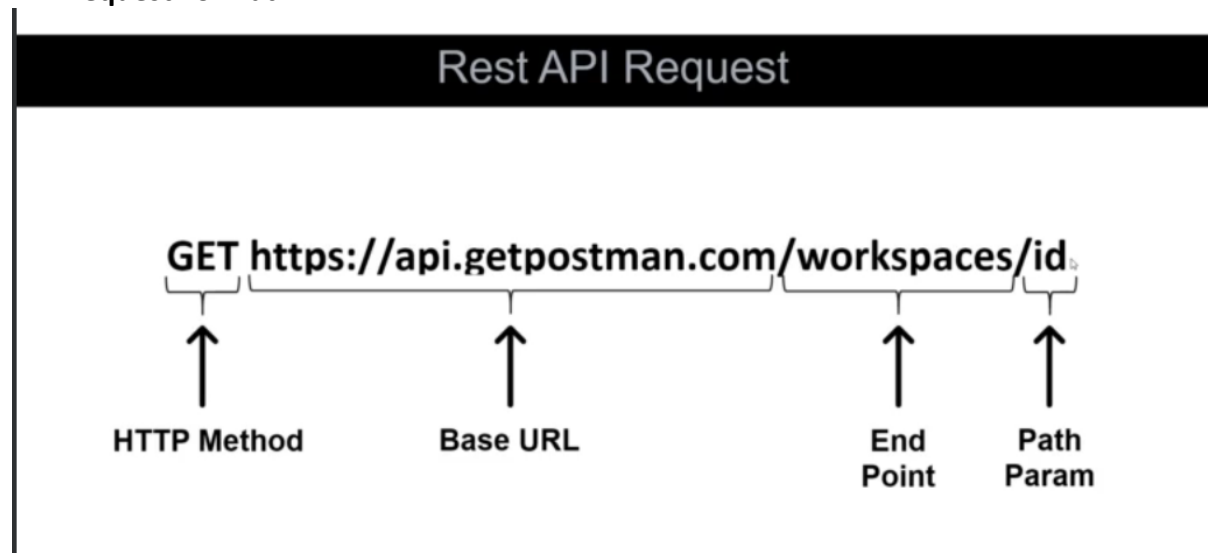 Rest API Request
GET https://api.getpostman.com/workspaces/id
HTTP Method Base URL End Point Path Param